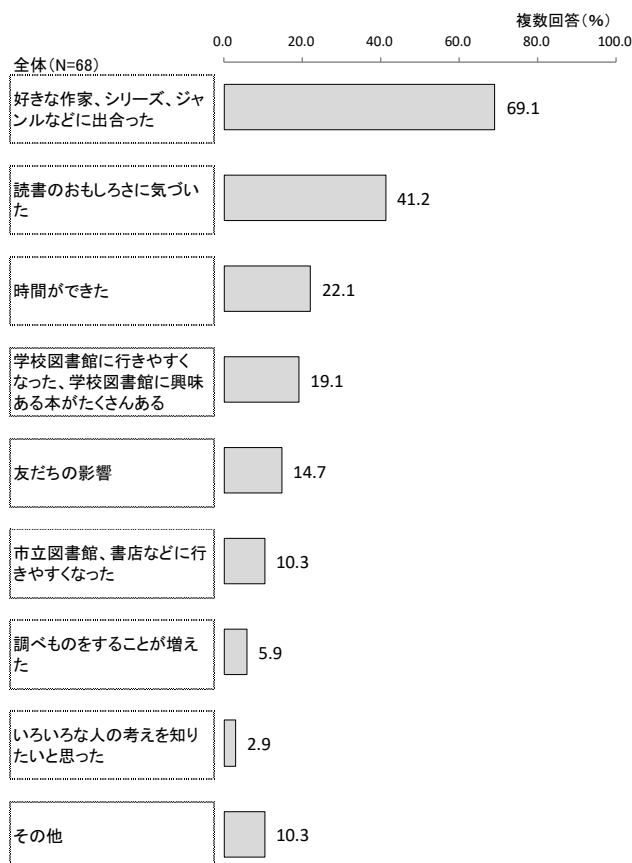 複数回答(%)
0.0 20.0 40.0 60.0 80.0 100.0
全体(N=68)
好きな作家、シリーズ、ジャ
ンルなどに出合った
69.1
読書のおもしろさに気づい
た
41.2
時間ができた
22.1
学校図書館に行きやすく
なった、学校図書館に興味
ある本がたくさんある
19.1
友だちの影響
14.7
市立図書館、書店などに行
きやすくなった
10.3
調べものをすることが増え
た
5.9
いろいろな人の考えを知り
たいと思った
2.9
その他
10.3